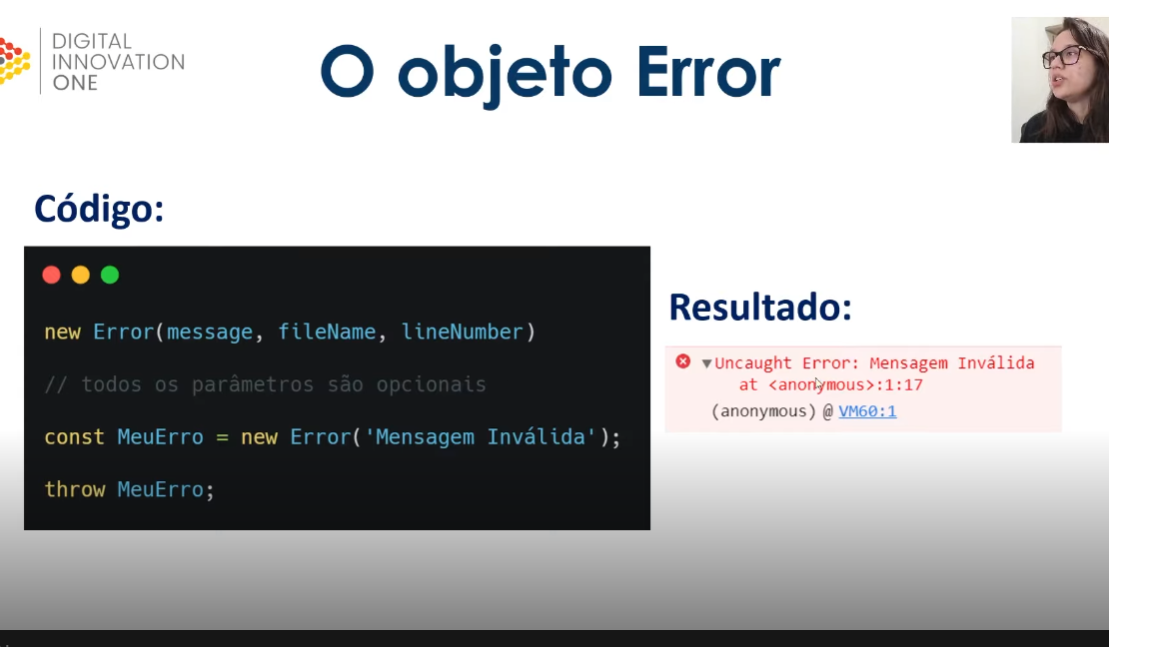 DIGITAL
INNOVATION
ONE
O objeto Error
Código:
new Error(message, fileName, lineNumber)
// todos os parâmetros são opcionais
const MeuErro = new Error('Mensagem Inválida');
throw MeuErro;
Resultado:
Uncaught Error: Mensagem Inválida
at <anonymous>:1:17
(anonymous) @ VM60:1